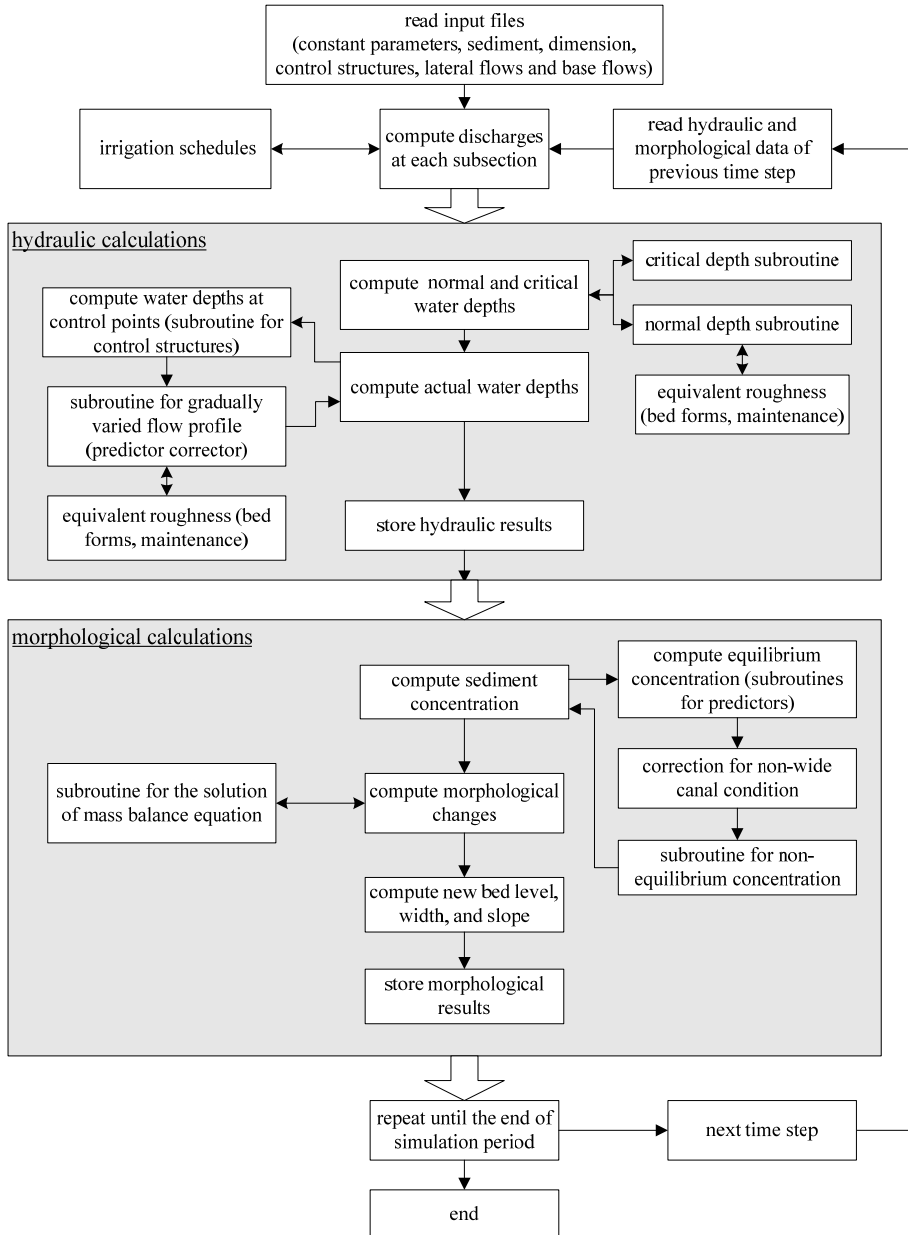 read input files
(constant parameters, sediment, dimension,
control structures, lateral flows and base flows)
irrigation schedules
compute discharges
at each subsection
read hydraulic and
morphological data of
previous time step
hydraulic calculations
compute normal and critical
water depths
critical depth subroutine
normal depth subroutine
equivalent roughness
(bed forms, maintenance)
compute water depths at
control points (subroutine for
control structures)
compute actual water depths
subroutine for gradually
varied flow profile
(predictor corrector)
equivalent roughness (bed
forms, maintenance)
store hydraulic results
morphological calculations
compute sediment
concentration
compute equilibrium
concentration (subroutines
for predictors)
correction for non-wide
canal condition
subroutine for non-
equilibrium concentration
subroutine for the solution
of mass balance equation
compute morphological
changes
compute new bed level,
width, and slope
store morphological
results
repeat until the end of
simulation period
next time step
end